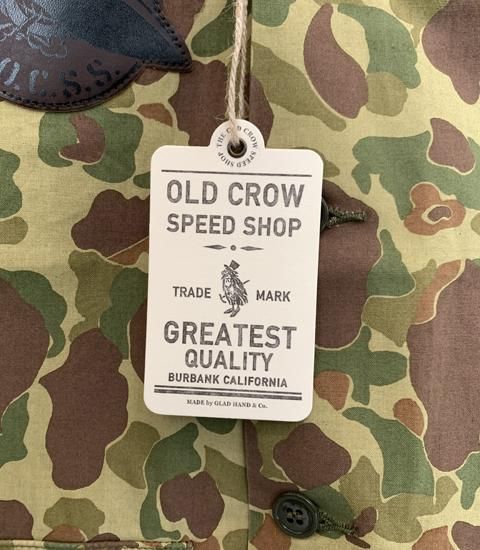 O.C.S.S.
THE OLD CROW SPEED SHOP
OLD CROW
SPEED SHOP
TRADE MARK
GREATEST
QUALITY
BURBANK CALIFORNIA
MADE by GLAD HAND & Co.